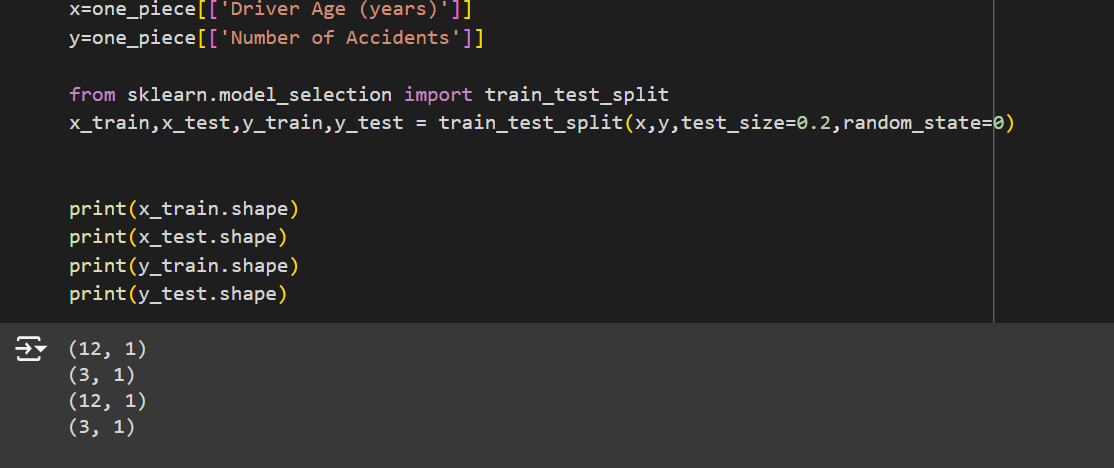 x=one_piece[['Driver Age (years)']]
y=one_piece[['Number of Accidents']]
from sklearn.model_selection import train_test_split
x_train,x_test,y_train,y_test = train_test_split(x,y,test_size=0.2,random_state=0)
print(x_train.shape)
print(x_test.shape)
print(y_train.shape)
print(y_test.shape)
(12, 1)
(3, 1)
(12, 1)
(3, 1)